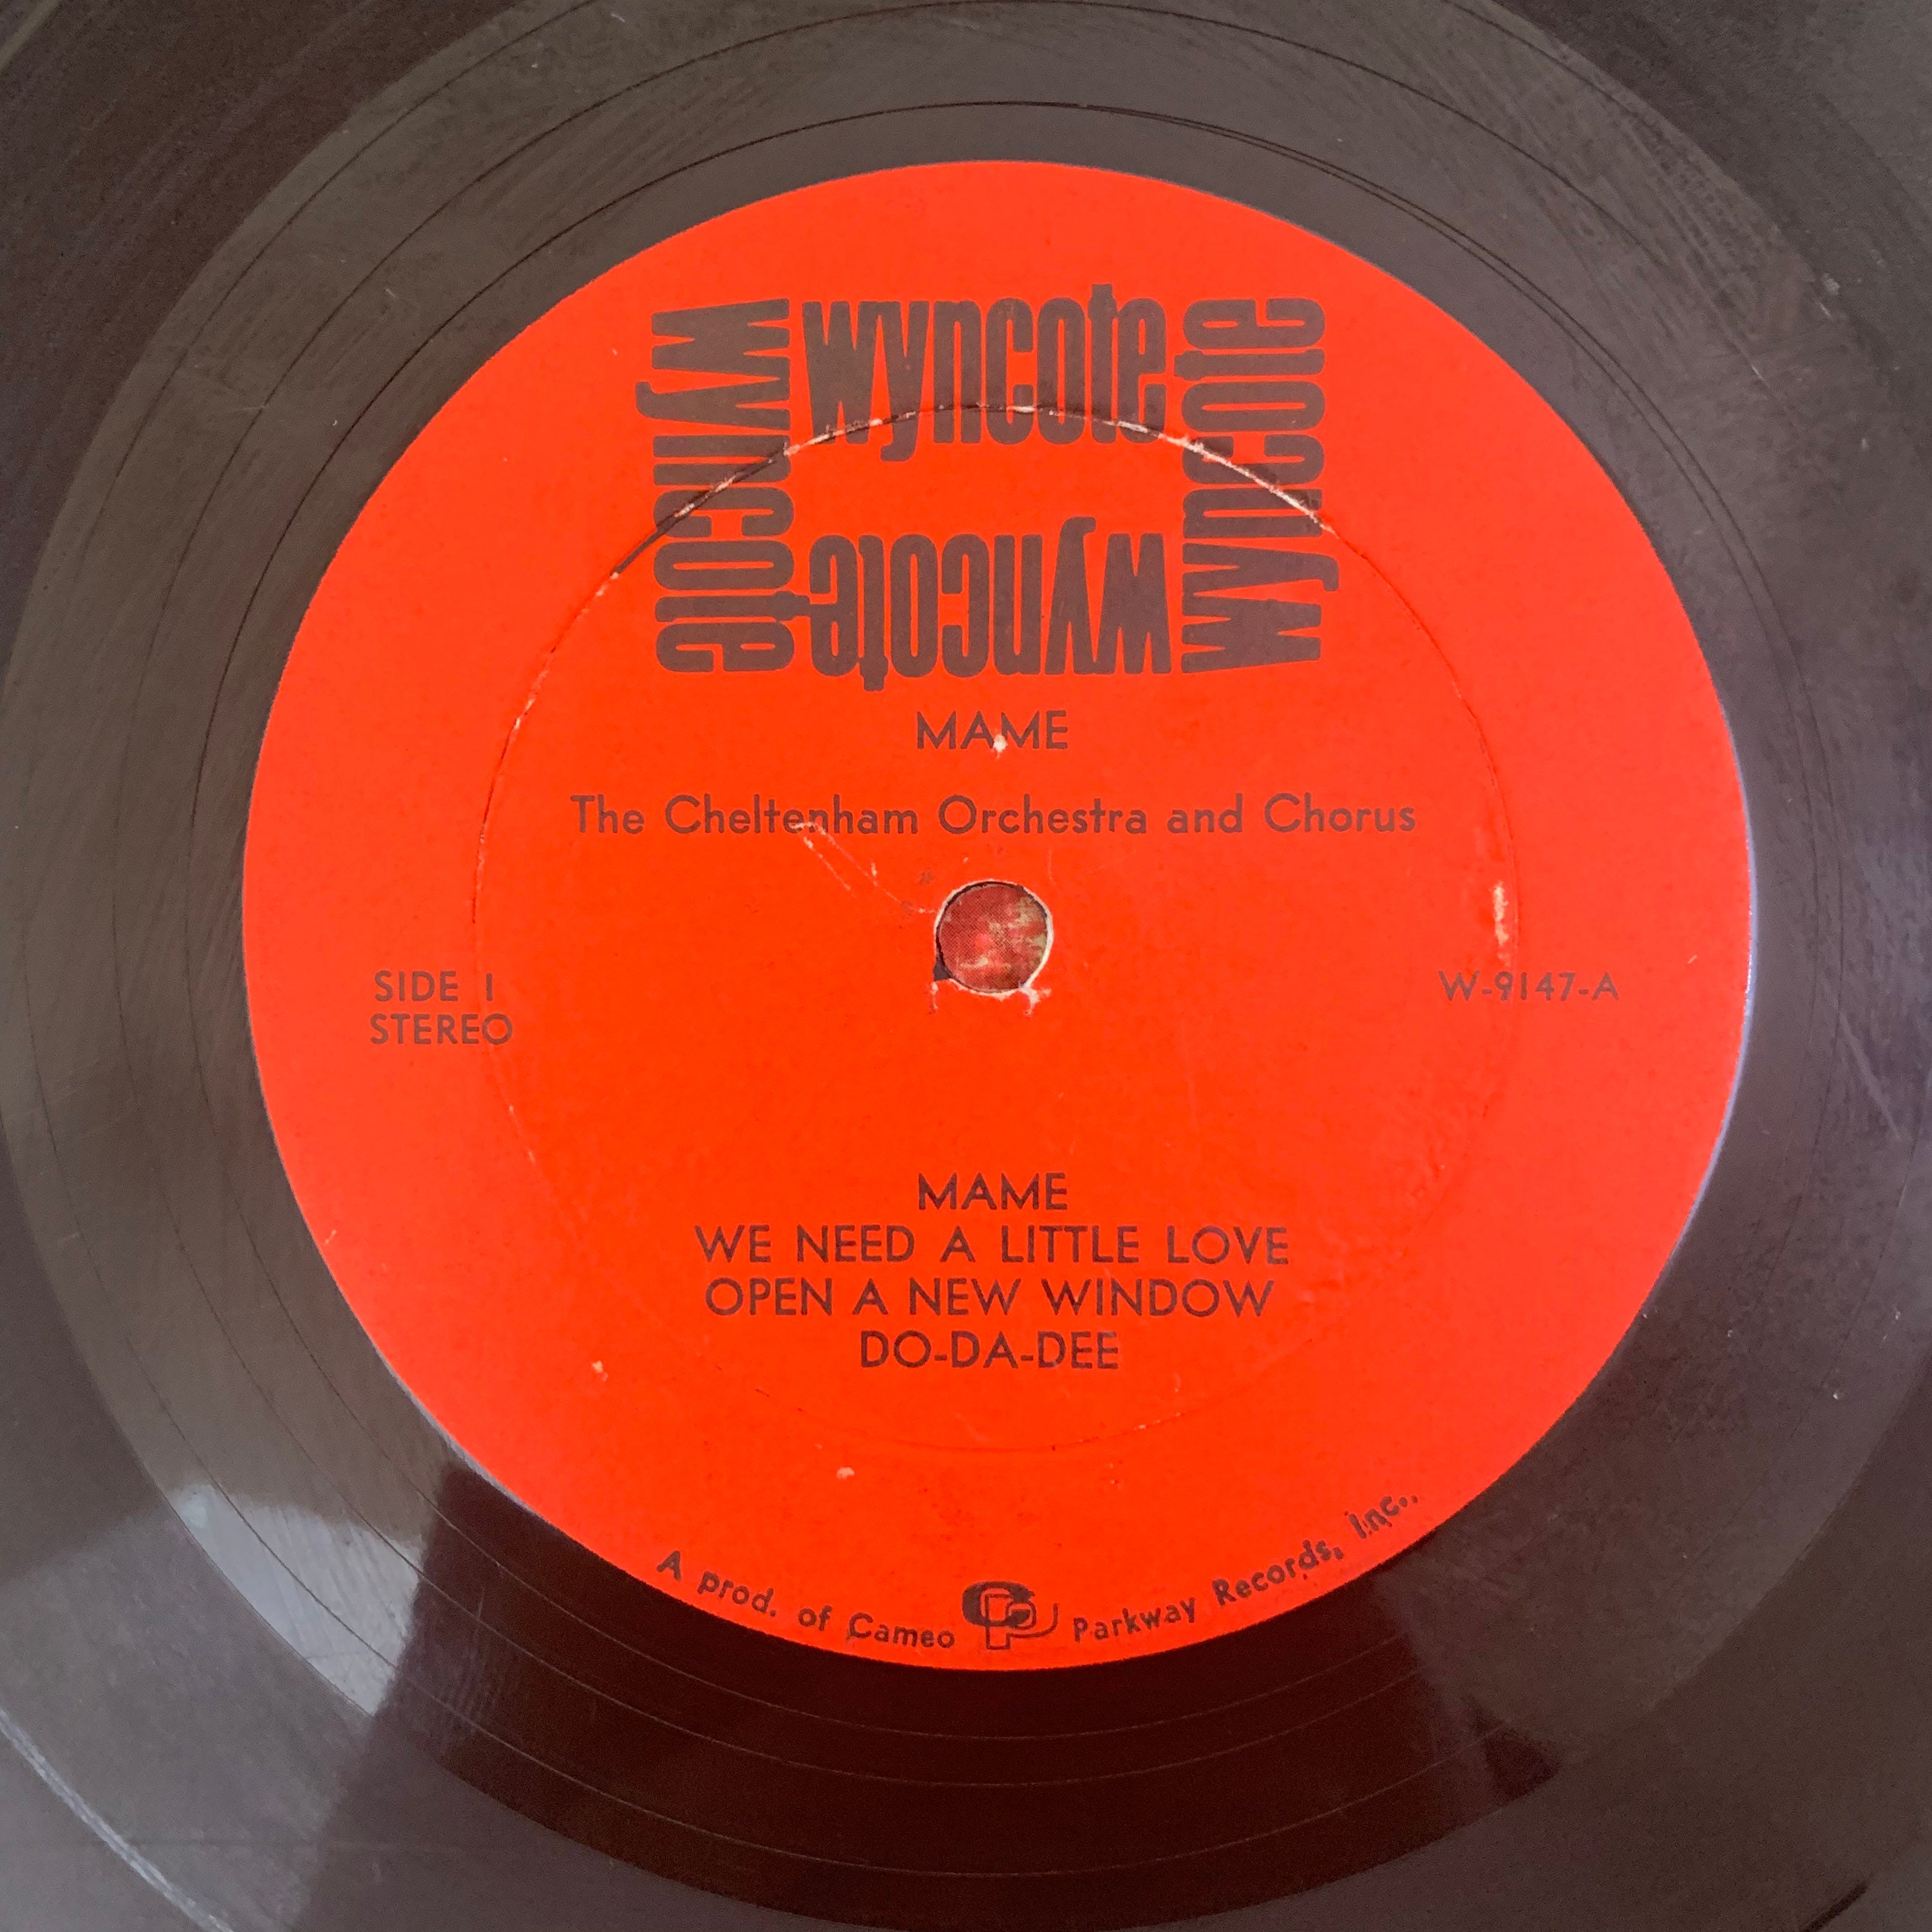 wyncote
wyncote
wyncote
wyncote
MAME
The Cheltenham Orchestra and Chorus
SIDE 1
STEREO
W-9147-A
MAME
WE NEED A LITTLE LOVE
OPEN A NEW WINDOW
DO-DA-DEE
A prod. of Cameo CP Parkway Records, Inc.,